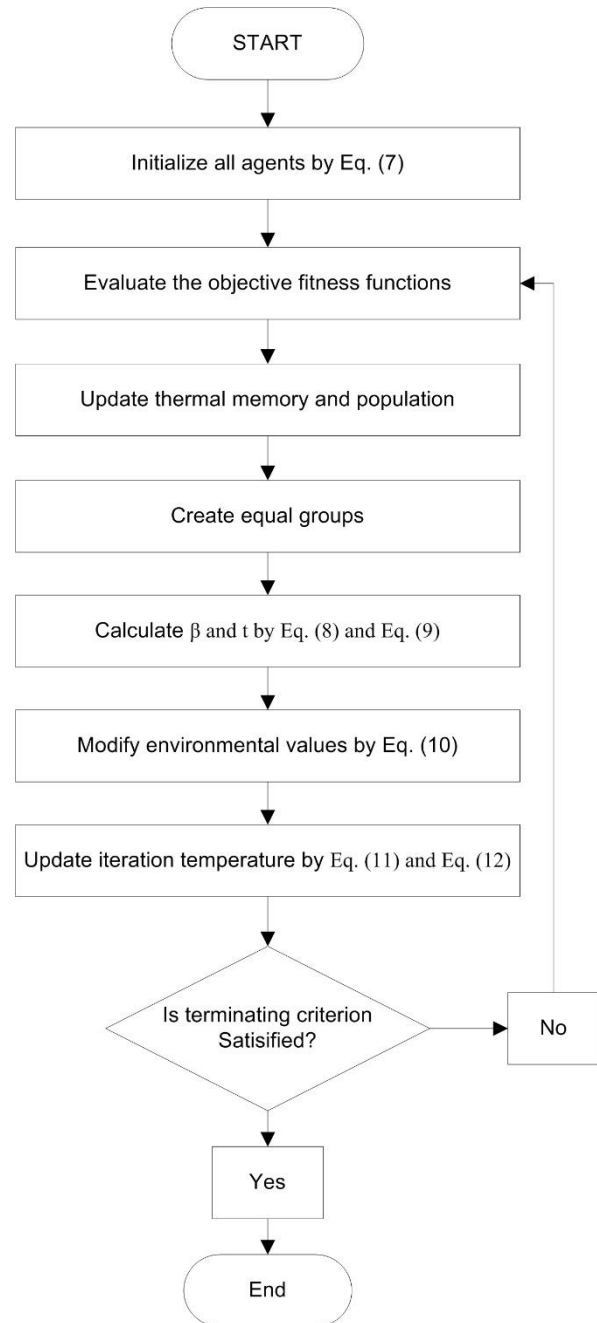 START
Initialize all agents by Eq. (7)
Evaluate the objective fitness functions
Update thermal memory and population
Create equal groups
Calculate β and t by Eq. (8) and Eq. (9)
Modify environmental values by Eq. (10)
Update iteration temperature by Eq. (11) and Eq. (12)
Is terminating criterion
Satisified?
No
Yes
End